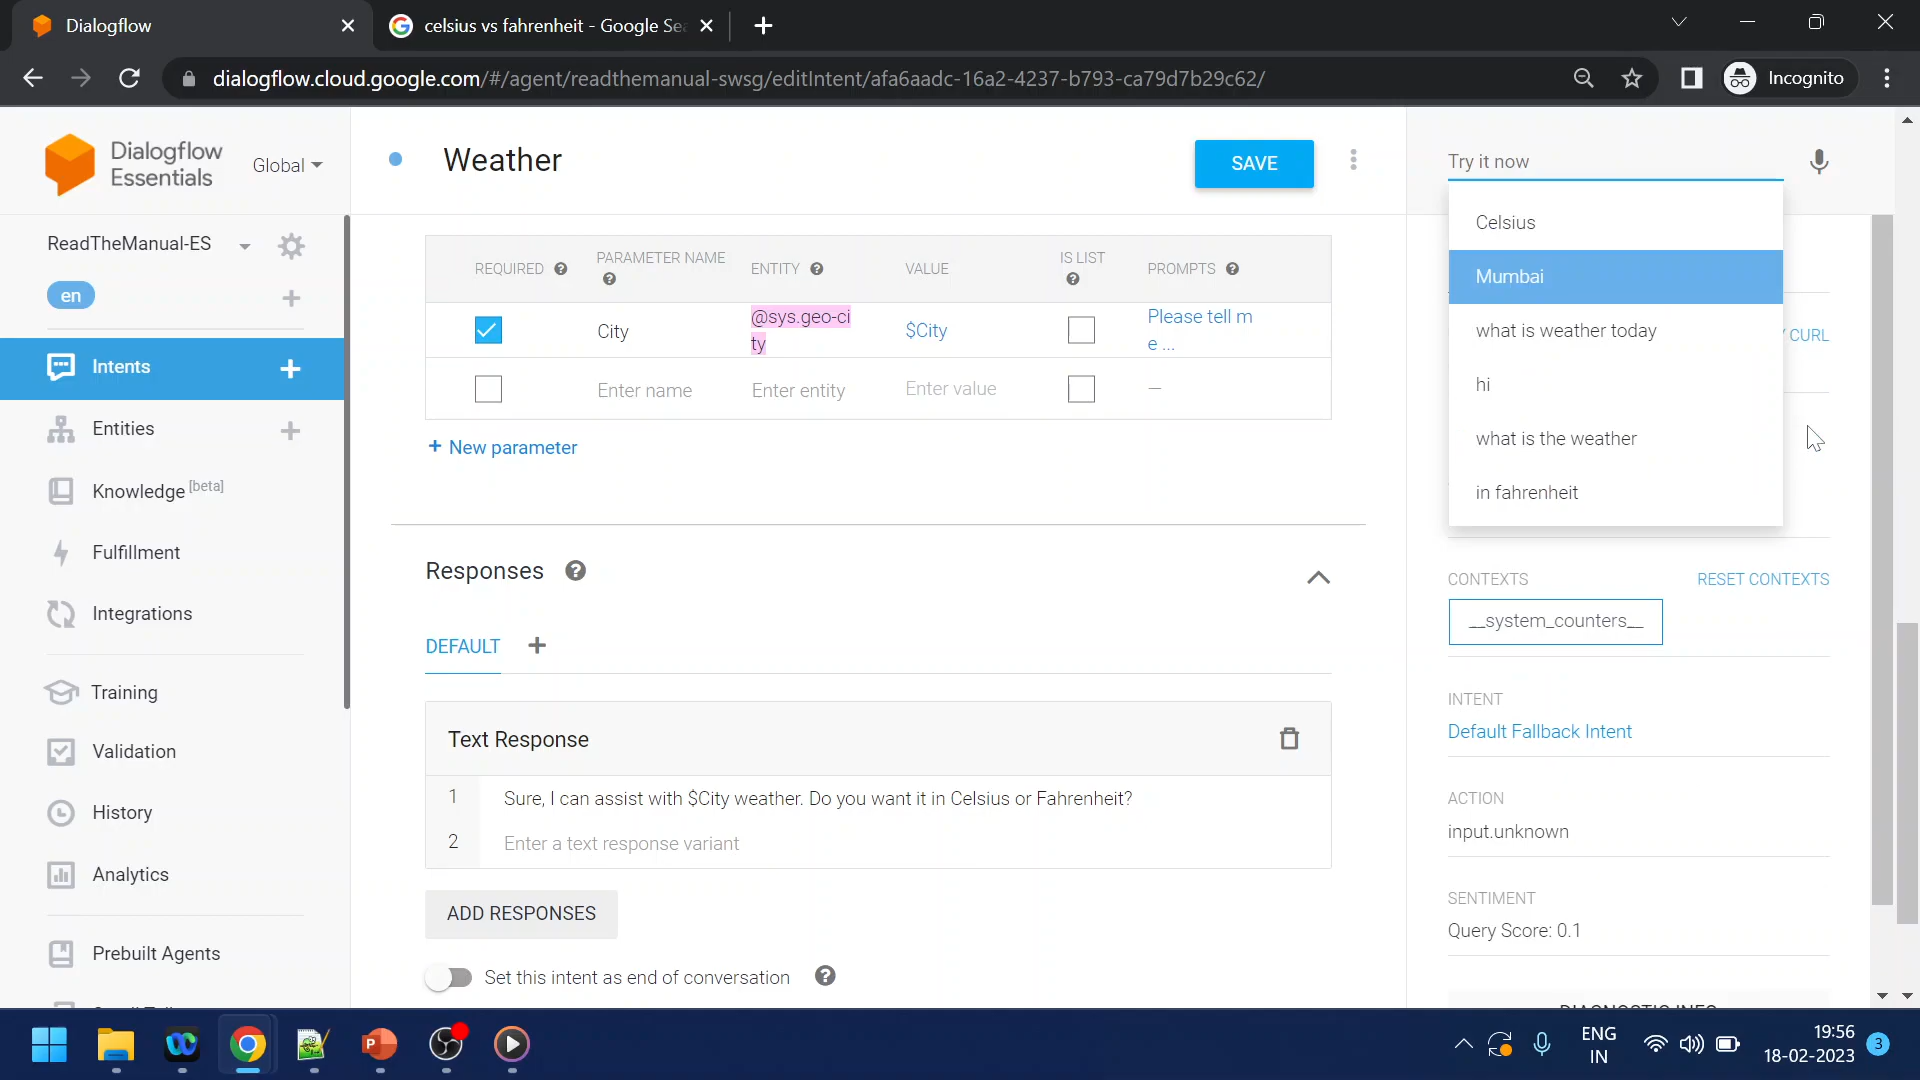 Dialogflow
celsius vs fahrenheit - Google Sea
dialogflow.cloud.google.com/#/agent/readthemanual-swsg/editIntent/afa6aadc-16a2-4237-b793-ca79d7b29c62/
Incognito
Dialogflow
Essentials
Global
Weather
SAVE
Try it now
ReadTheManual-ES
en
Intents
Entities
Knowledge [beta]
Fulfillment
Integrations
Training
Validation
History
Analytics
Prebuilt Agents
REQUIRED
PARAMETER NAME
ENTITY
VALUE
IS LIST
PROMPTS
City
@sys.geo-ci
ty
$City
Please tell m
e ...
Enter name
Enter entity
Enter value
—
+ New parameter
Responses
DEFAULT
Text Response
1 Sure, I can assist with $City weather. Do you want it in Celsius or Fahrenheit?
2 Enter a text response variant
ADD RESPONSES
Set this intent as end of conversation
Celsius
Mumbai
what is weather today
hi
what is the weather
in fahrenheit
CURL
CONTEXTS
RESET CONTEXTS
__system_counters__
INTENT
Default Fallback Intent
ACTION
input.unknown
SENTIMENT
Query Score: 0.1
ENG
IN
19:56
18-02-2023
3